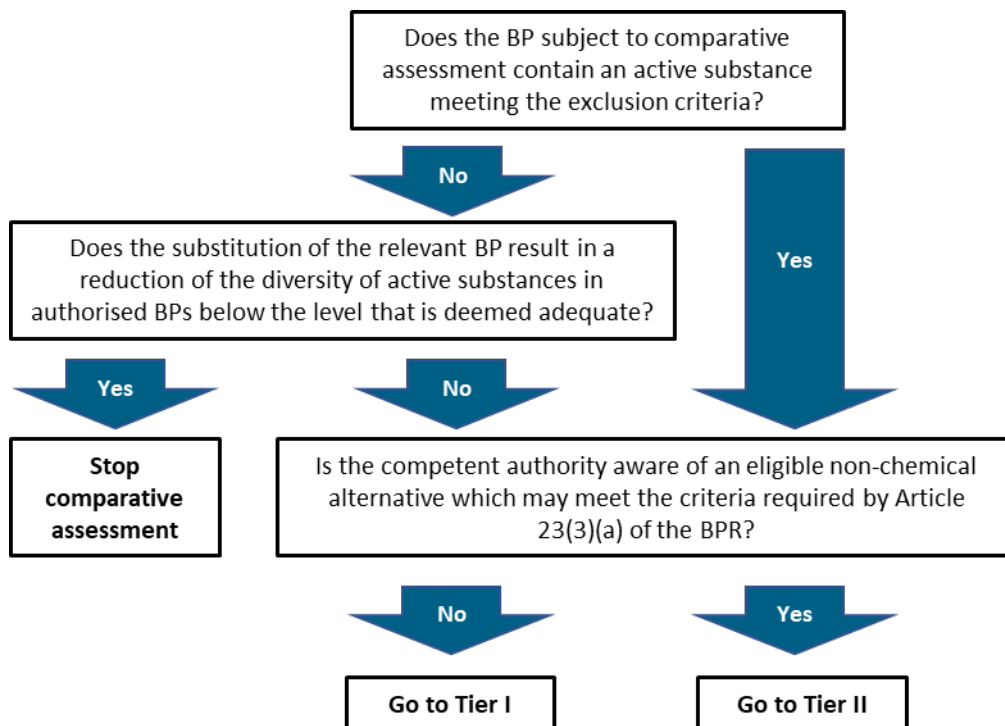 Does the BP subject to comparative
assessment contain an active substance
meeting the exclusion criteria?
No
Yes
Does the substitution of the relevant BP result in a
reduction of the diversity of active substances in
authorised BPs below the level that is deemed adequate?
Yes
No
Stop
comparative
assessment
Is the competent authority aware of an eligible non-chemical
alternative which may meet the criteria required by Article
23(3)(a) of the BPR?
No
Yes
Go to Tier I
Go to Tier II